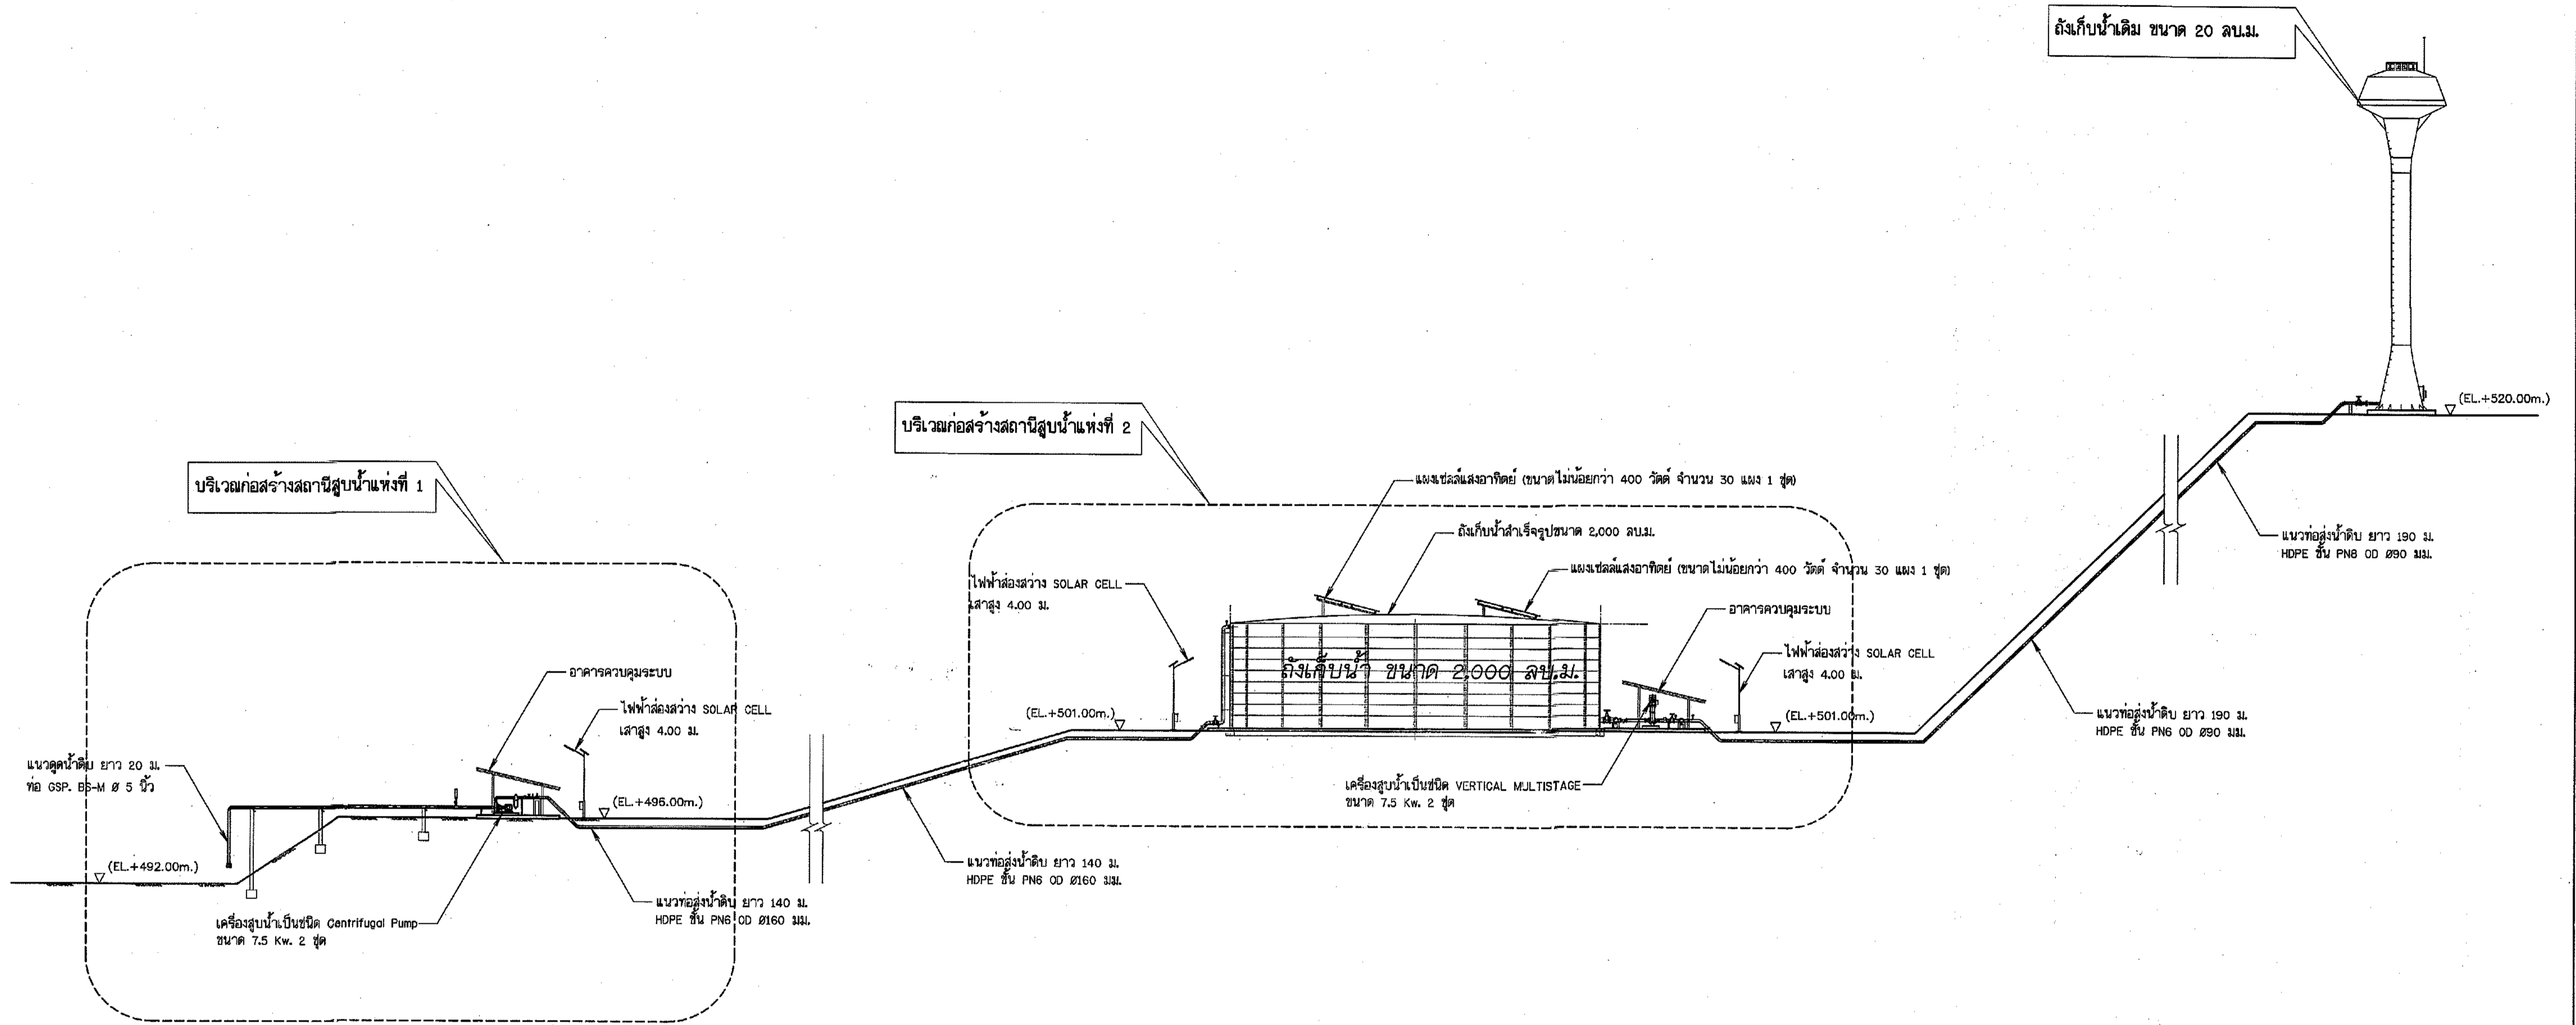 ถังเก็บน้ำเดิม ขนาด 20 ลบ.ม.
(EL.+520.00m.)
บริเวณก่อสร้างสถานีสูบน้ำแห่งที่ 2
บริเวณก่อสร้างสถานีสูบน้ำแห่งที่ 1
แผงเซลล์แสงอาทิตย์ (ขนาดไม่น้อยกว่า 400 วัตต์ จำนวน 30 แผง 1 ชุด)
ถังเก็บน้ำสำเร็จรูปขนาด 2,000 ลบ.ม.
แผงเซลล์แสงอาทิตย์ (ขนาดไม่น้อยกว่า 400 วัตต์ จำนวน 30 แผง 1 ชุด)
แนวท่อส่งน้ำดิบ ยาว 190 ม.
HDPE ชั้น PN6 OD Ø90 มม.
ไฟฟ้าส่องสว่าง SOLAR CELL
เสาสูง 4.00 ม.
อาคารควบคุมระบบ
ถังเก็บน้ำ ขนาด 2,000 ลบ.ม.
ไฟฟ้าส่องสว่าง SOLAR CELL
เสาสูง 4.00 ม.
อาคารควบคุมระบบ
ไฟฟ้าส่องสว่าง SOLAR CELL
เสาสูง 4.00 ม.
(EL.+501.00m.)
(EL.+501.00m.)
แนวท่อส่งน้ำดิบ ยาว 190 ม.
HDPE ชั้น PN6 OD Ø90 มม.
แนวดูดน้ำดิบ ยาว 20 ม.
ท่อ GSP. BS-M Ø 5 นิ้ว
(EL.+496.00m.)
เครื่องสูบน้ำเป็นชนิด VERTICAL MULTISTAGE
ขนาด 7.5 Kw. 2 ชุด
(EL.+492.00m.)
แนวท่อส่งน้ำดิบ ยาว 140 ม.
HDPE ชั้น PN6 OD Ø160 มม.
แนวท่อส่งน้ำดิบ ยาว 140 ม.
HDPE ชั้น PN6 OD Ø160 มม.
เครื่องสูบน้ำเป็นชนิด Centrifugal Pump
ขนาด 7.5 Kw. 2 ชุด